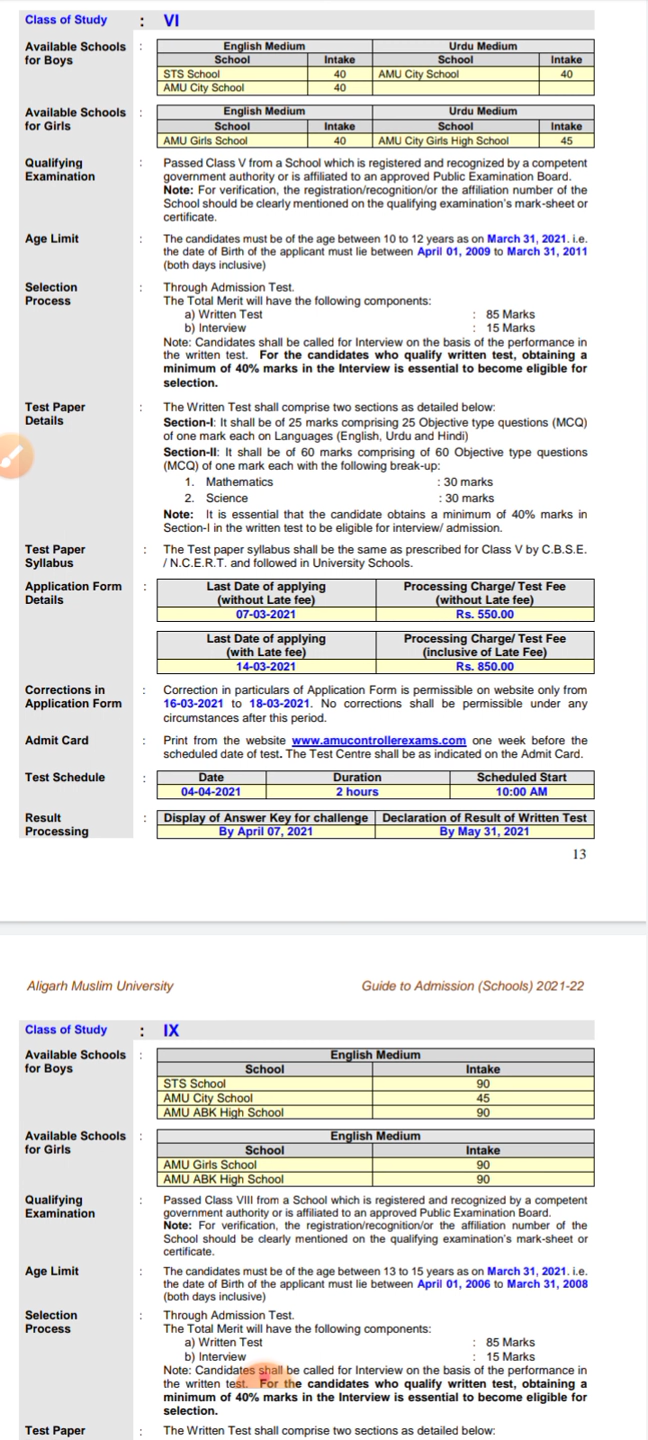 Class of Study : VI
Available Schools for Boys :
English Medium Urdu Medium
School Intake School Intake
STS School 40 AMU City School 40
AMU City School 40
Available Schools for Girls :
English Medium Urdu Medium
School Intake School Intake
AMU Girls School 40 AMU City Girls High School 45
Qualifying Examination : Passed Class V from a School which is registered and recognized by a competent
government authority or is affiliated to an approved Public Examination Board.
Note: For verification, the registration/recognition/or the affiliation number of the
School should be clearly mentioned on the qualifying examination's mark-sheet or
certificate.
Age Limit : The candidates must be of the age between 10 to 12 years as on March 31, 2021. i.e.
the date of Birth of the applicant must lie between April 01, 2009 to March 31, 2011
(both days inclusive)
Selection Process : Through Admission Test.
The Total Merit will have the following components:
a) Written Test : 85 Marks
b) Interview : 15 Marks
Note: Candidates shall be called for Interview on the basis of the performance in
the written test. For the candidates who qualify written test, obtaining a
minimum of 40% marks in the Interview is essential to become eligible for
selection.
Test Paper Details : The Written Test shall comprise two sections as detailed below:
Section-I: It shall be of 25 marks comprising 25 Objective type questions (MCQ)
of one mark each on Languages (English, Urdu and Hindi)
Section-II: It shall be of 60 marks comprising of 60 Objective type questions
(MCQ) of one mark each with the following break-up:
1. Mathematics : 30 marks
2. Science : 30 marks
Note: It is essential that the candidate obtains a minimum of 40% marks in
Section-I in the written test to be eligible for interview/ admission.
Test Paper Syllabus : The Test paper syllabus shall be the same as prescribed for Class V by C.B.S.E.
/ N.C.E.R.T. and followed in University Schools.
Application Form Details :
Last Date of applying Processing Charge/ Test Fee
(without Late fee) (without Late fee)
07-03-2021 Rs. 550.00
Last Date of applying Processing Charge/ Test Fee
(with Late fee) (inclusive of Late Fee)
14-03-2021 Rs. 850.00
Corrections in Application Form : Correction in particulars of Application Form is permissible on website only from
16-03-2021 to 18-03-2021. No corrections shall be permissible under any
circumstances after this period.
Admit Card : Print from the website www.amucontrollerexams.com one week before the
scheduled date of test. The Test Centre shall be as indicated on the Admit Card.
Test Schedule : Date Duration Scheduled Start
04-04-2021 2 hours 10:00 AM
Result Processing : Display of Answer Key for challenge Declaration of Result of Written Test
By April 07, 2021 By May 31, 2021
13
Aligarh Muslim University Guide to Admission (Schools) 2021-22
Class of Study : IX
Available Schools for Boys :
English Medium
School Intake
STS School 90
AMU City School 45
AMU ABK High School 90
Available Schools for Girls :
English Medium
School Intake
AMU Girls School 90
AMU ABK High School 90
Qualifying Examination : Passed Class VIII from a School which is registered and recognized by a competent
government authority or is affiliated to an approved Public Examination Board.
Note: For verification, the registration/recognition/or the affiliation number of the
School should be clearly mentioned on the qualifying examination's mark-sheet or
certificate.
Age Limit : The candidates must be of the age between 13 to 15 years as on March 31, 2021. i.e.
the date of Birth of the applicant must lie between April 01, 2006 to March 31, 2008
(both days inclusive)
Selection Process : Through Admission Test.
The Total Merit will have the following components:
a) Written Test : 85 Marks
b) Interview : 15 Marks
Note: Candidates shall be called for Interview on the basis of the performance in
the written test. For the candidates who qualify written test, obtaining a
minimum of 40% marks in the Interview is essential to become eligible for
selection.
Test Paper : The Written Test shall comprise two sections as detailed below: